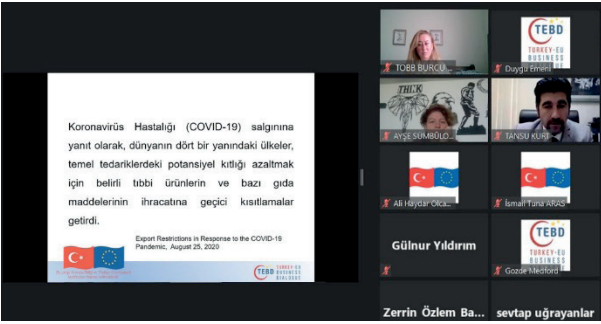 Koronavirüs Hastalığı (COVID-19) salgınına
yanıt olarak, dünyanın dört bir yanındaki ülkeler,
temel tedariklerdeki potansiyel kıtlığı azaltmak
için belirli tıbbi ürünlerin ve bazı gıda
maddelerinin ihracatına geçici kısıtlamalar
getirdi.
Export Restrictions in Response to the COVID-19
Pandemic, August 25, 2020
TEBD TURKEY-EU
BUSINESS
DIALOGUE
TOBB BURCU ...
TEBD
TURKEY-EU
BUSINESS
Duygu Emerli
THINK
AYŞE SÜMBÜLO...
TANSU KURT
Ali Haydar Olca...
İsmail Tuna ARAS
Gülnur Yıldırım
TEBD
TURKEY-EU
BUSINESS
Gozde Medford
Zerrin Özlem Ba...
sevtap uğrayanlar